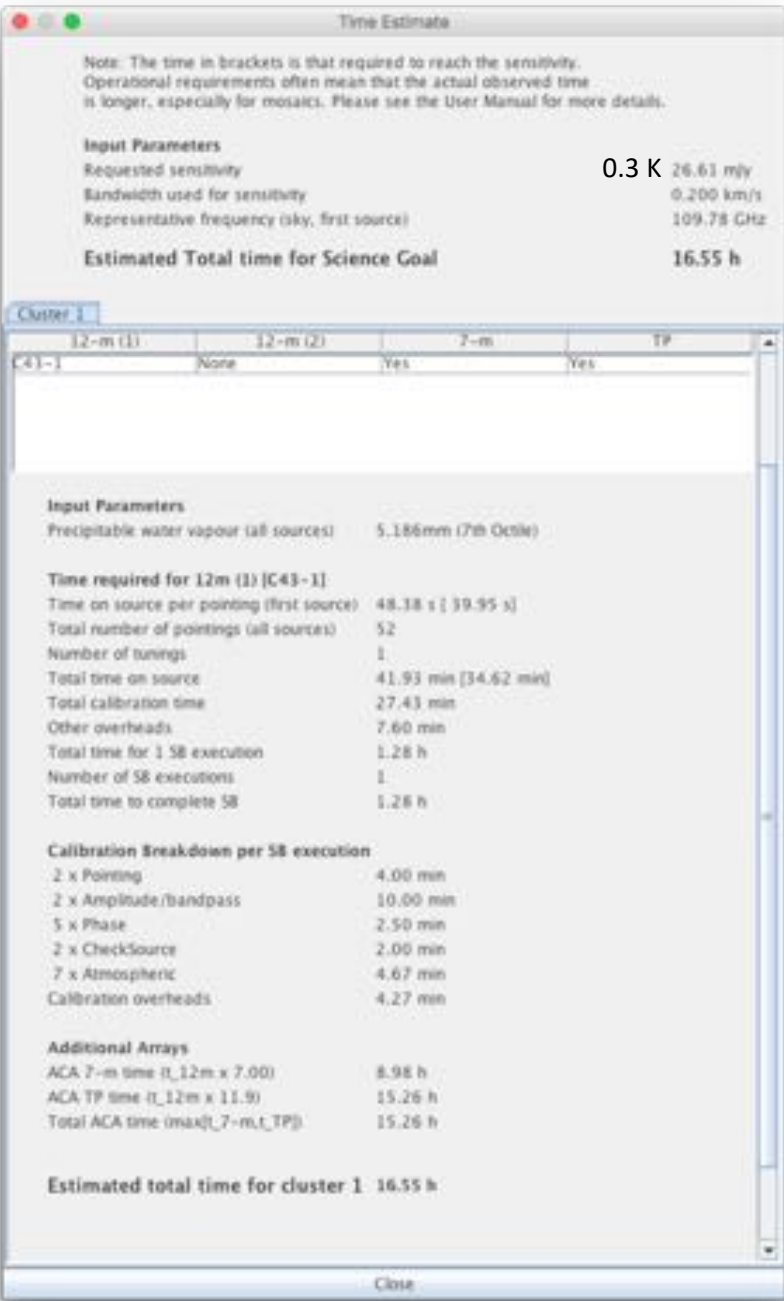 Time Estimate
Note: The time in brackets is that required to reach the sensitivity.
Operational requirements often mean that the actual observed time
is longer, especially for mosaics. Please see the User Manual for more details.
Input Parameters
Requested sensitivity 0.3 K 26.61 mJy
Bandwidth used for sensitivity 0.200 km/s
Representative frequency (sky, first source) 109.78 GHz
Estimated Total time for Science Goal 16.55 h
Cluster 1
12-m (1) 12-m (2) 7-m TP
C43-1 None Yes Yes
Input Parameters
Precipitable water vapour (all sources) 5.186mm (7th Octile)
Time required for 12m (1) [C43-1]
Time on source per pointing (first source) 48.38 s [ 39.95 s]
Total number of pointings (all sources) 52
Number of tunings 1
Total time on source 41.93 min [34.62 min]
Total calibration time 27.43 min
Other overheads 7.60 min
Total time for 1 SB execution 1.28 h
Number of SB executions 1
Total time to complete SB 1.28 h
Calibration Breakdown per SB execution
2 x Pointing 4.00 min
2 x Amplitude/bandpass 10.00 min
5 x Phase 2.50 min
2 x CheckSource 2.00 min
7 x Atmospheric 4.67 min
Calibration overheads 4.27 min
Additional Arrays
ACA 7-m time (t_12m x 7.00) 8.98 h
ACA TP time (t_12m x 11.9) 15.26 h
Total ACA time (max[t_7-m,t_TP]) 15.26 h
Estimated total time for cluster 1 16.55 h
Close